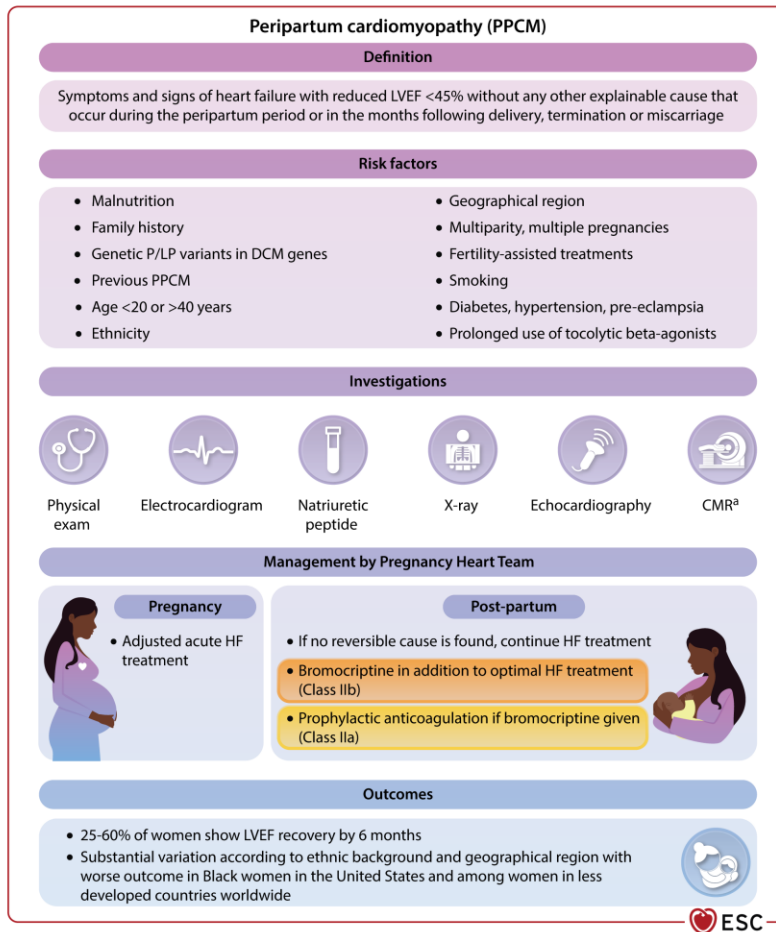 Peripartum cardiomyopathy (PPCM)
Definition
Symptoms and signs of heart failure with reduced LVEF <45% without any other explainable cause that
occur during the peripartum period or in the months following delivery, termination or miscarriage
Risk factors
• Malnutrition
• Family history
• Genetic P/LP variants in DCM genes
• Previous PPCM
• Age <20 or >40 years
• Ethnicity
• Geographical region
• Multiparity, multiple pregnancies
• Fertility-assisted treatments
• Smoking
• Diabetes, hypertension, pre-eclampsia
• Prolonged use of tocolytic beta-agonists
Investigations
Physical
exam
Electrocardiogram
Natriuretic
peptide
X-ray
Echocardiography
CMRᵃ
Management by Pregnancy Heart Team
Pregnancy
• Adjusted acute HF
treatment
Post-partum
• If no reversible cause is found, continue HF treatment
• Bromocriptine in addition to optimal HF treatment
(Class IIb)
• Prophylactic anticoagulation if bromocriptine given
(Class IIa)
Outcomes
• 25-60% of women show LVEF recovery by 6 months
• Substantial variation according to ethnic background and geographical region with
worse outcome in Black women in the United States and among women in less
developed countries worldwide
ESC